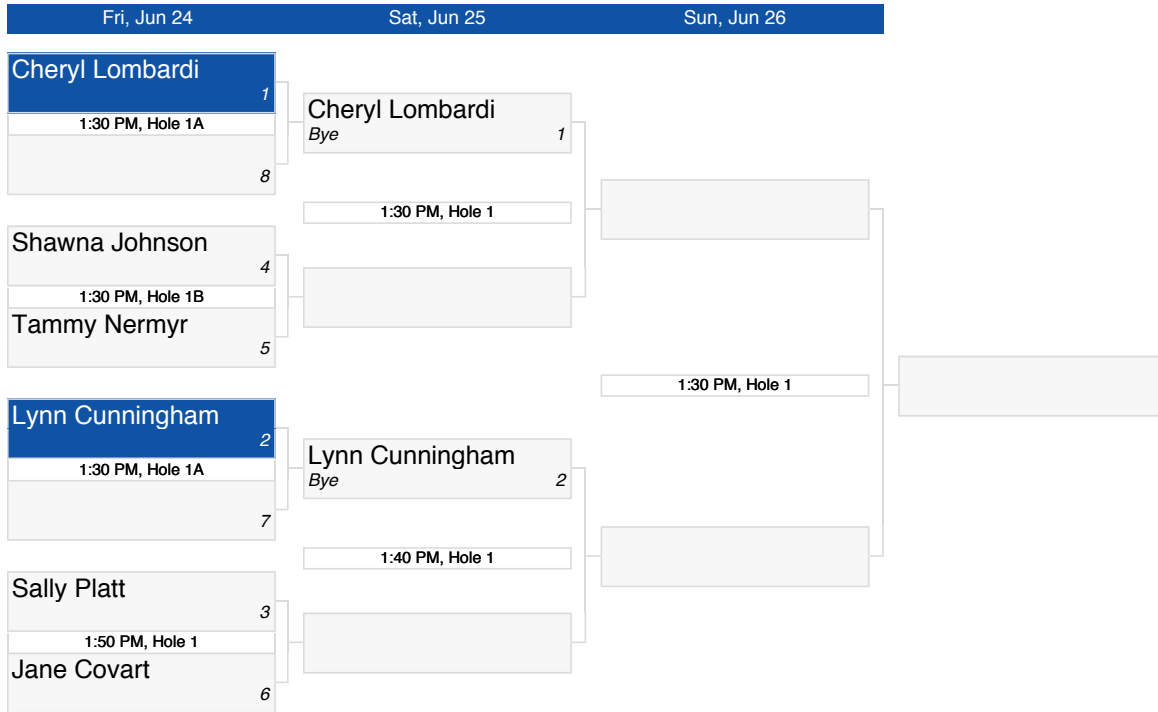 Fri, Jun 24
Sat, Jun 25
Sun, Jun 26
Cheryl Lombardi
1
1:30 PM, Hole 1A
8
Shawna Johnson
4
1:30 PM, Hole 1B
Tammy Nermyr
5
Lynn Cunningham
2
1:30 PM, Hole 1A
7
Sally Platt
3
1:50 PM, Hole 1
Jane Covart
6
Cheryl Lombardi
Bye 1
1:30 PM, Hole 1
Lynn Cunningham
Bye 2
1:40 PM, Hole 1
1:30 PM, Hole 1